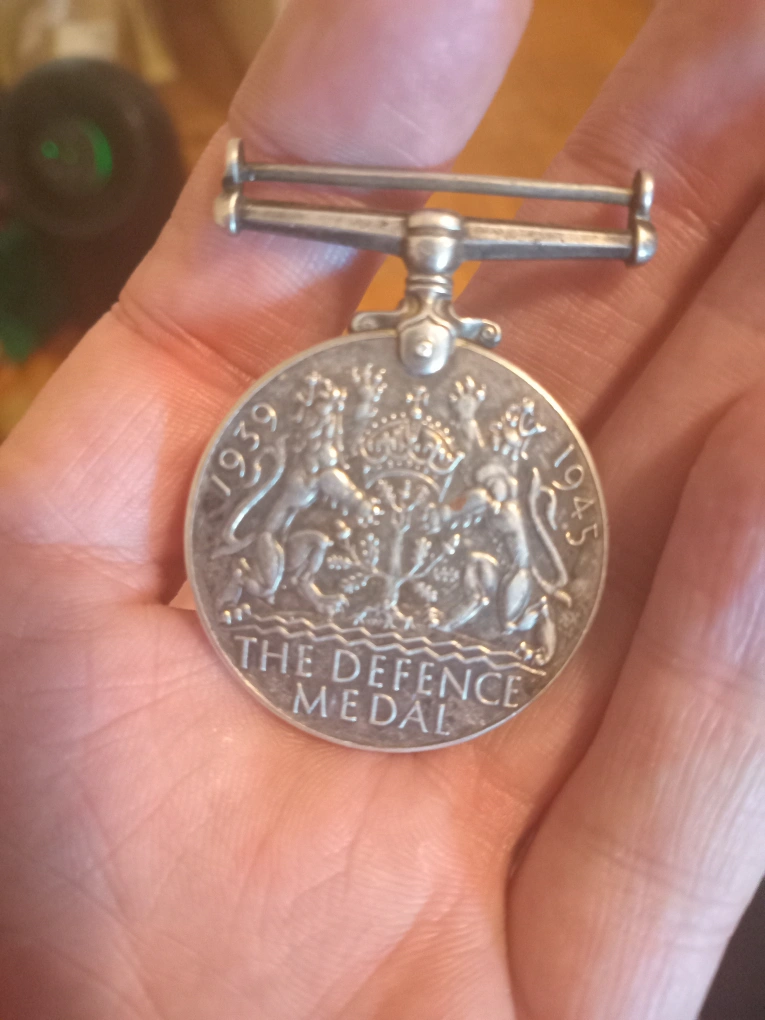 1939
1945
THE DEFENCE
MEDAL